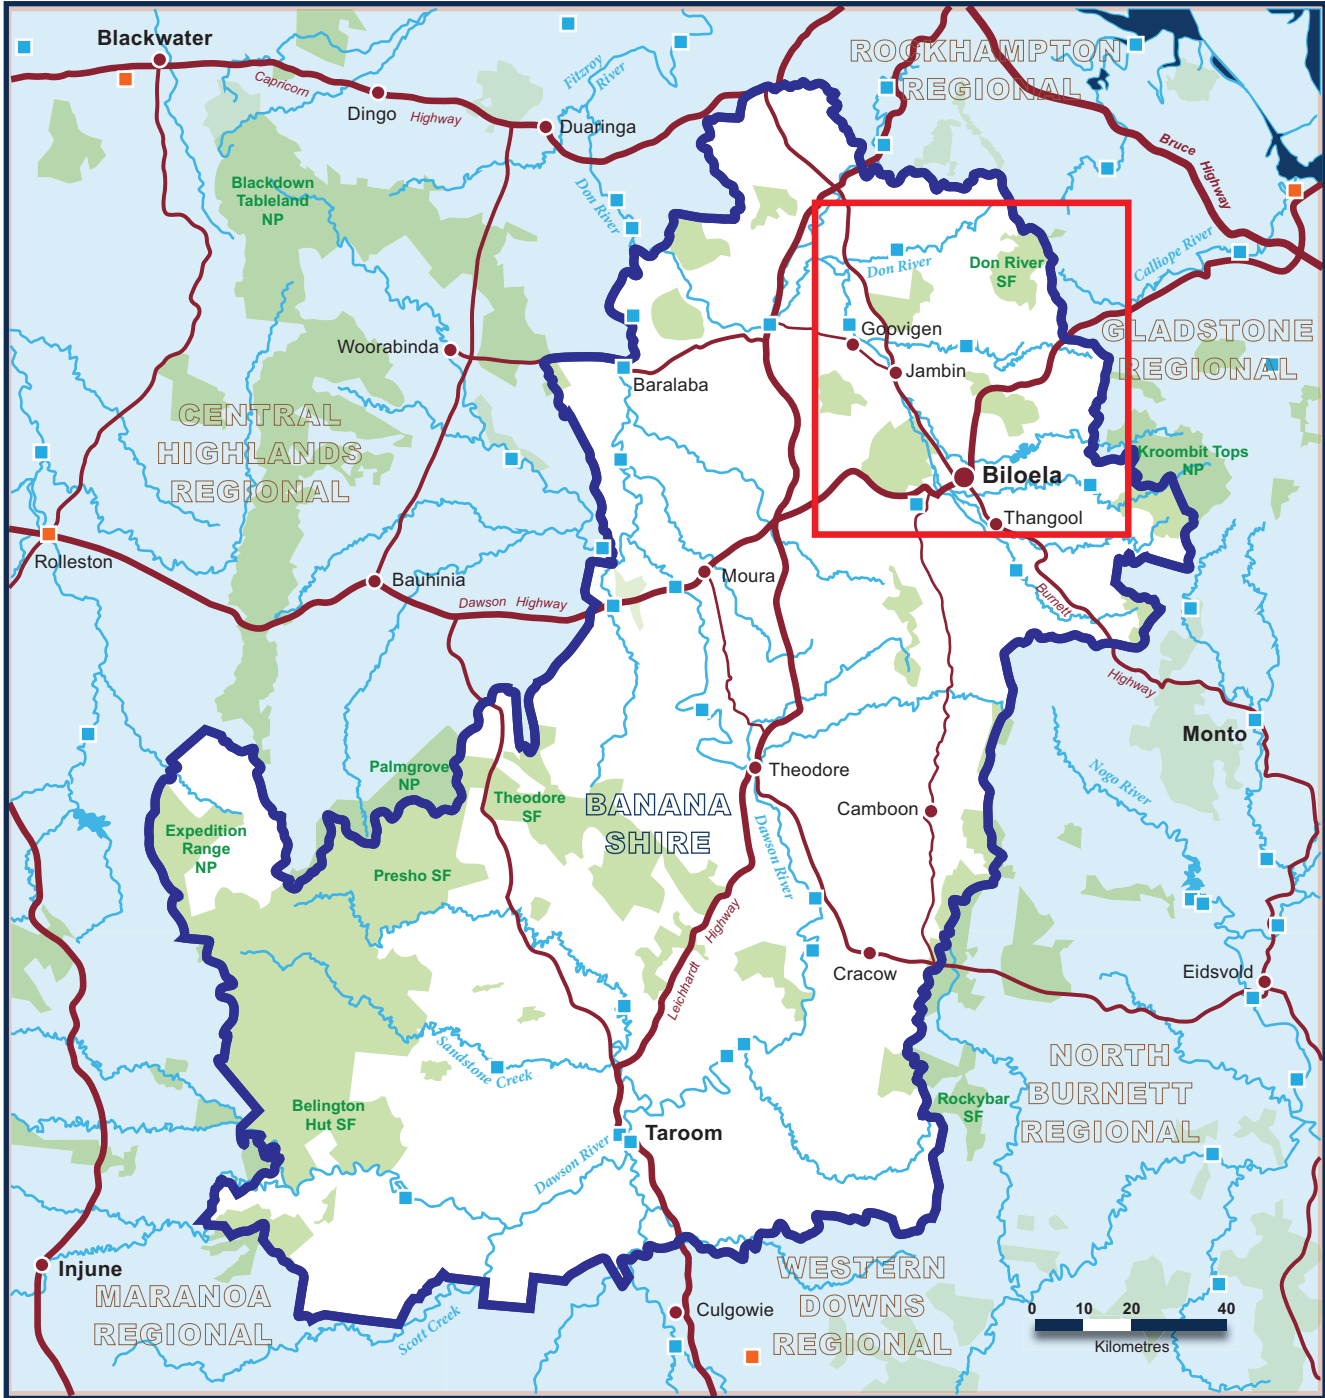 Blackwater
ROCKHAMPTON
REGIONAL
Capricorn
Highway
Dingo
Fitzroy
River
Duaringa
Bruce
Highway
Blackdown
Tableland
NP
Don River
Don River
Don River
SF
Calliope River
Woorabinda
Goovigen
GLADSTONE
REGIONAL
Baralaba
Jambin
CENTRAL
HIGHLANDS
REGIONAL
Kroombit Tops
NP
Biloela
Thangool
Rolleston
Bauhinia
Moura
Dawson Highway
Burnett
Highway
Monto
Palmgrove
NP
Theodore
Nogo River
Theodore
SF
BANANA
SHIRE
Camboon
Expedition
Range
NP
Dawson River
Presho SF
Leichhardt
Highway
Cracow
Eidsvold
Sandstone Creek
NORTH
BURNETT
REGIONAL
Belington
Hut SF
Rockybar
SF
Taroom
Dawson River
Injune
MARANOA
REGIONAL
WESTERN
DOWNS
REGIONAL
Scott Creek
Culgowie
0 10 20 40
Kilometres